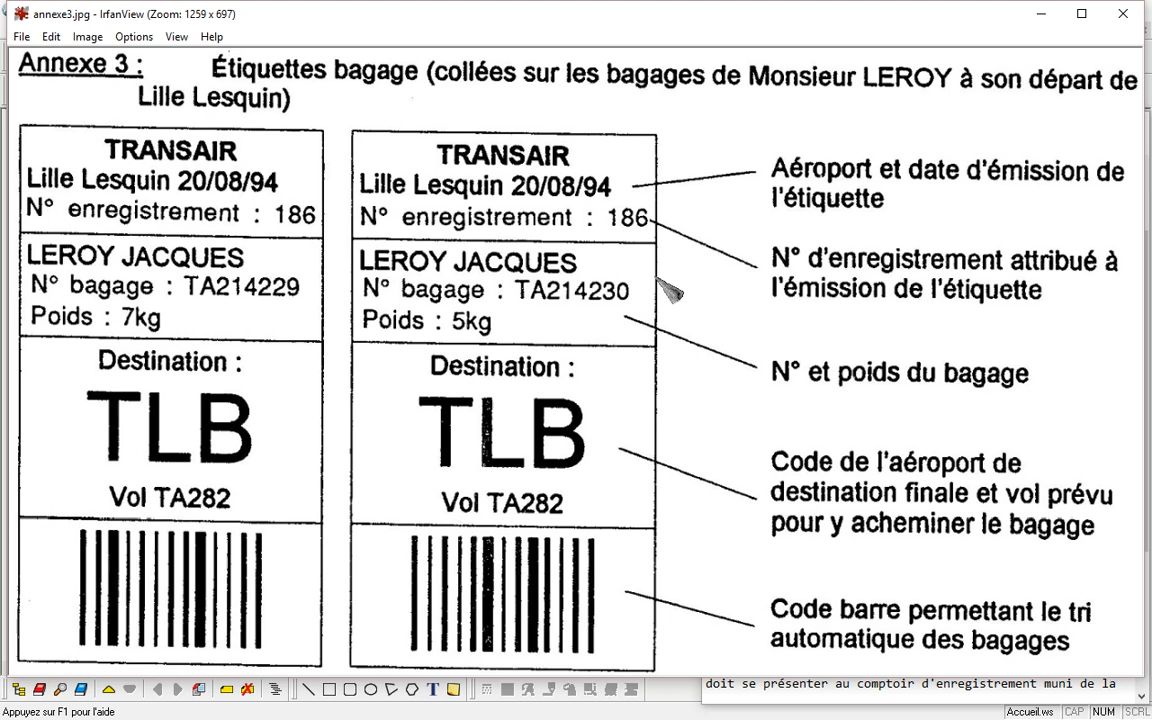 annexe3.jpg - IrfanView (Zoom: 1259 x 697)
File Edit Image Options View Help
Annexe 3 : Étiquettes bagage (collées sur les bagages de Monsieur LEROY à son départ de
Lille Lesquin)
TRANSAIR
Lille Lesquin 20/08/94
N° enregistrement : 186
LEROY JACQUES
N° bagage : TA214229
Poids : 7kg
Destination :
TLB
Vol TA282
TRANSAIR
Lille Lesquin 20/08/94
N° enregistrement : 186
LEROY JACQUES
N° bagage : TA214230
Poids : 5kg
Destination :
TLB
Vol TA282
Aéroport et date d'émission de
l'étiquette
N° d'enregistrement attribué à
l'émission de l'étiquette
N° et poids du bagage
Code de l'aéroport de
destination finale et vol prévu
pour y acheminer le bagage
Code barre permettant le tri
automatique des bagages
T
doit se présenter au comptoir d'enregistrement muni de la
Appuyez sur F1 pour l'aide
Accueil.ws CAP NUM SCRL